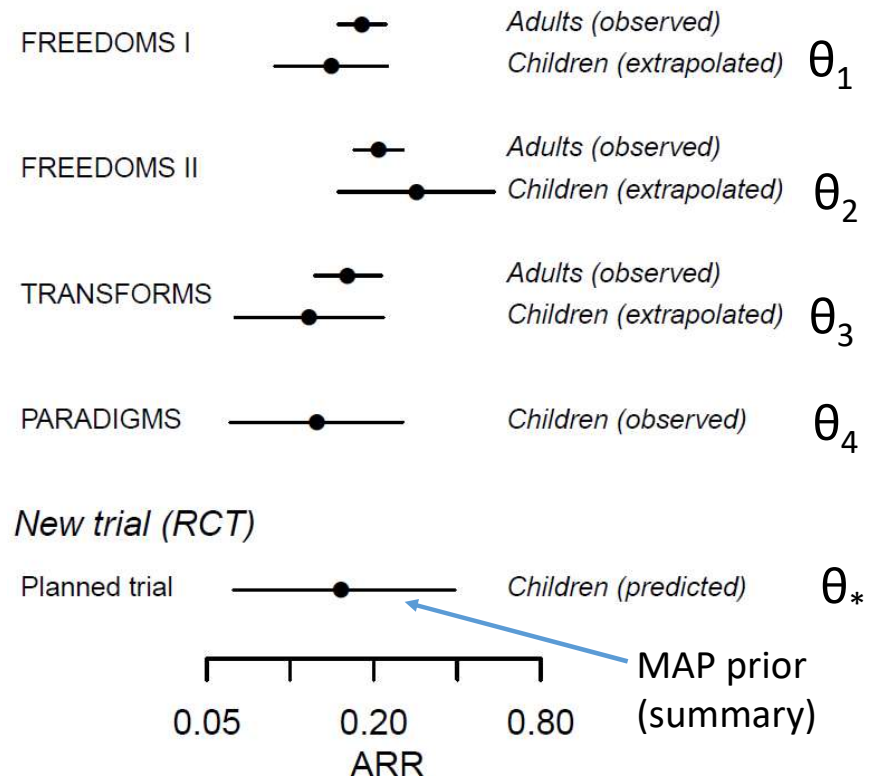 FREEDOMS I
Adults (observed)
Children (extrapolated)
θ₁
FREEDOMS II
Adults (observed)
Children (extrapolated)
θ₂
TRANSFORMS
Adults (observed)
Children (extrapolated)
θ₃
PARADIGMS
Children (observed)
θ₄
New trial (RCT)
Planned trial
Children (predicted)
θ*
MAP prior
(summary)
0.05 0.20 0.80
ARR